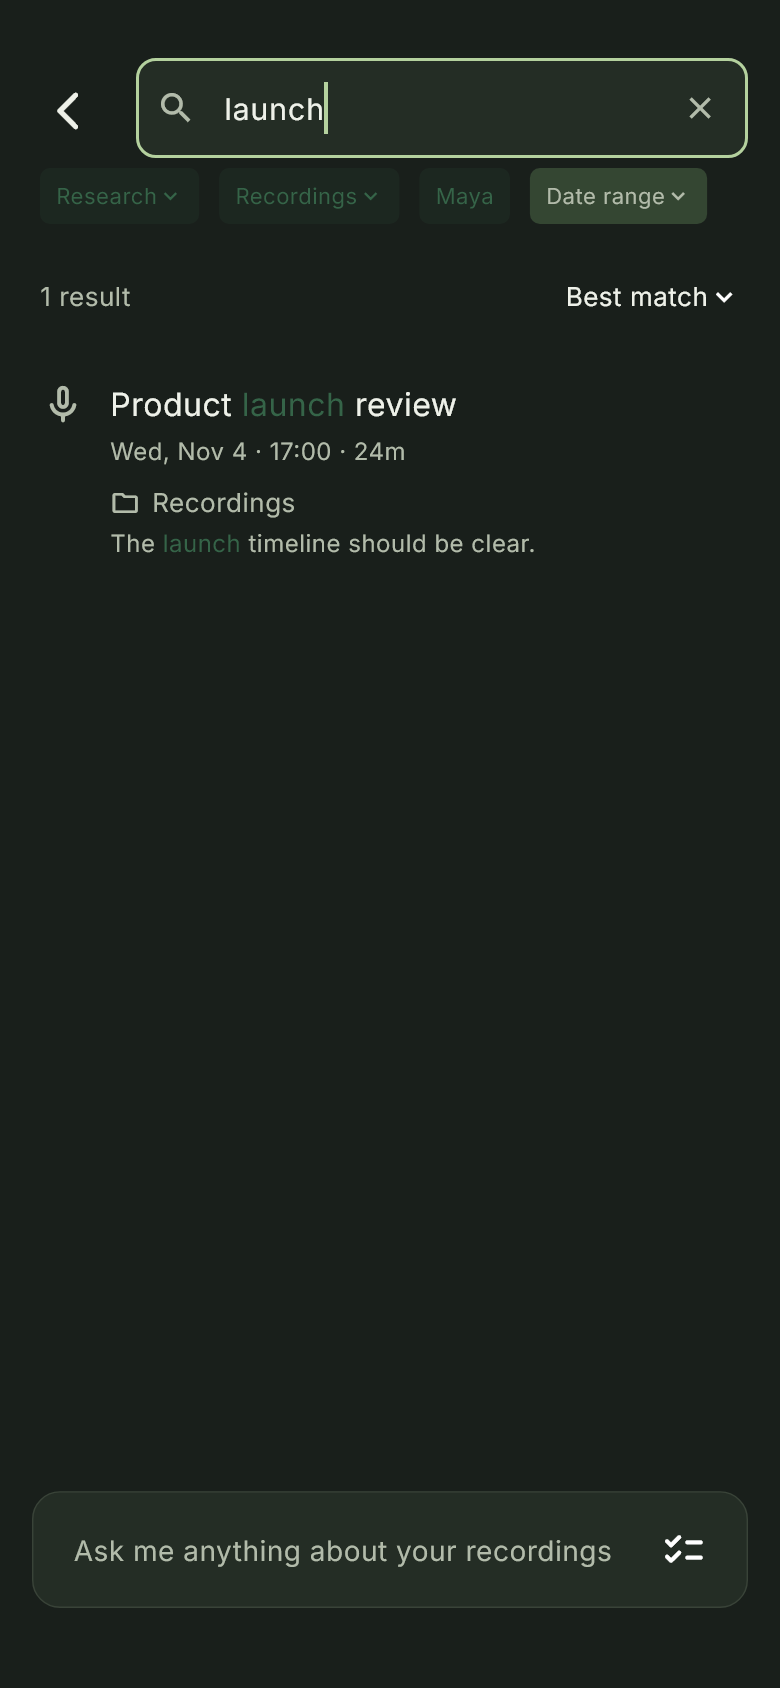 launch
Research Recordings Maya Date range
1 result Best match
Product launch review
Wed, Nov 4 · 17:00 · 24m
Recordings
The launch timeline should be clear.
Ask me anything about your recordings